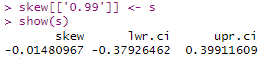 > skew[['0.99']] <- s
> show(s)
skew lwr.ci upr.ci
-0.01480967 -0.37926462 0.39911609